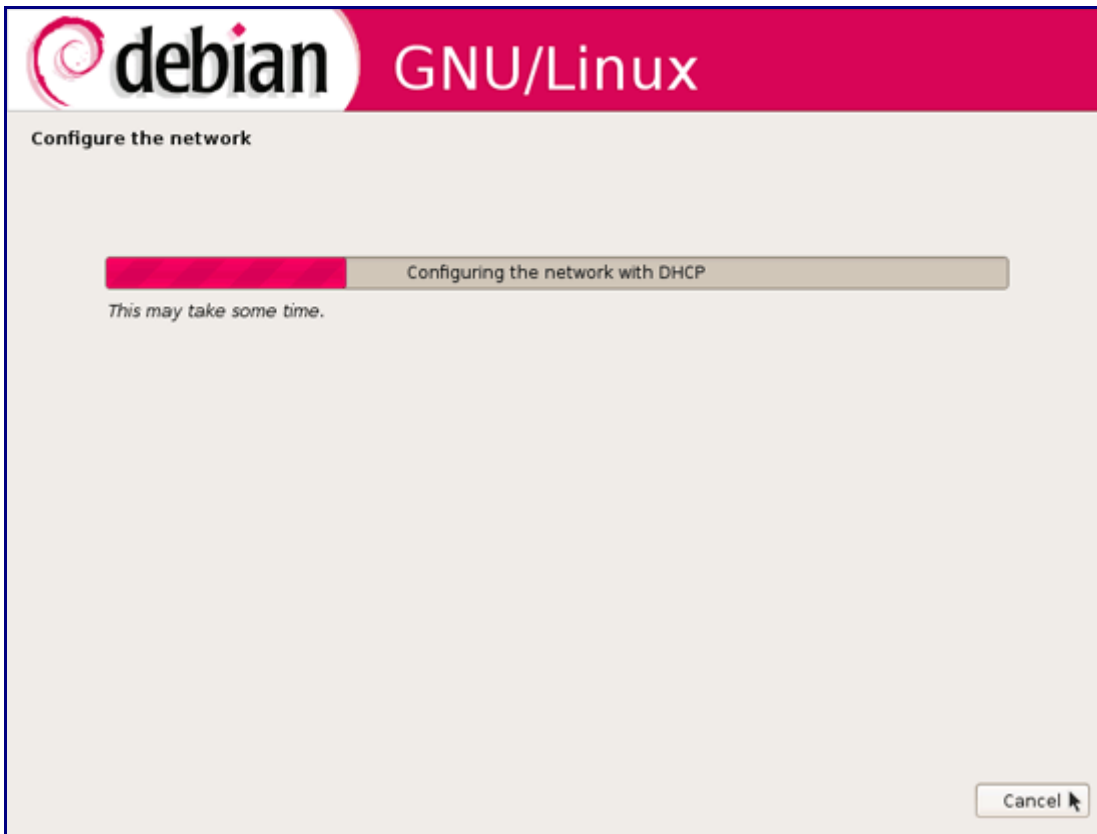 debian GNU/Linux
Configure the network
Configuring the network with DHCP
This may take some time.
Cancel